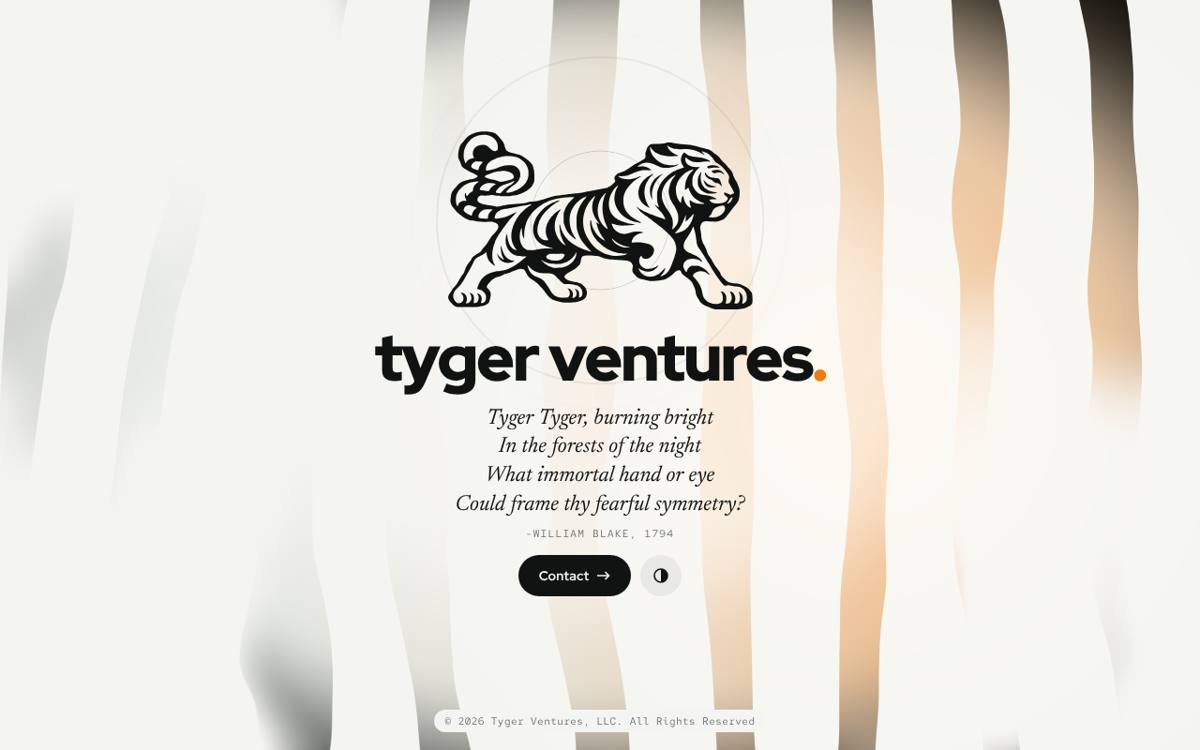 tyger ventures.
Tyger Tyger, burning bright
In the forests of the night
What immortal hand or eye
Could frame thy fearful symmetry?
-WILLIAM BLAKE, 1794
Contact →
© 2026 Tyger Ventures, LLC. All Rights Reserved